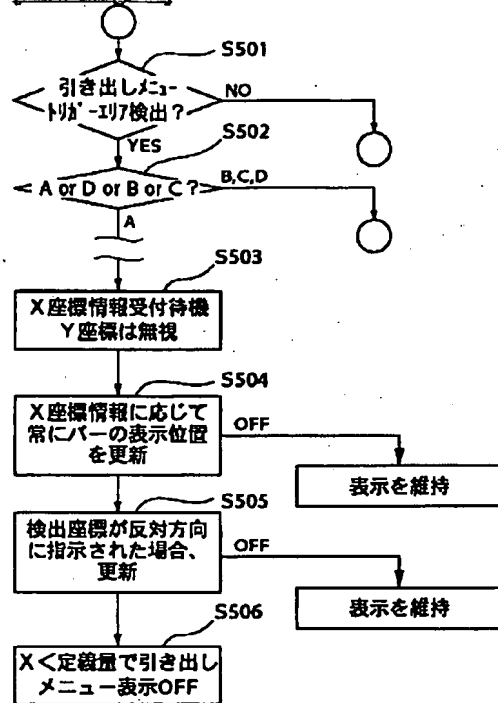 S501
引き出しメニュー
トリガーエリア検出？
NO
YES
S502
A or D or B or C？
B,C,D
A
S503
X座標情報受付待機
Y座標は無視
S504
X座標情報に応じて
常にバーの表示位置
を更新
OFF
表示を維持
S505
検出座標が反対方向
に指示された場合、
更新
OFF
表示を維持
S506
X＜定義量で引き出し
メニュー表示OFF